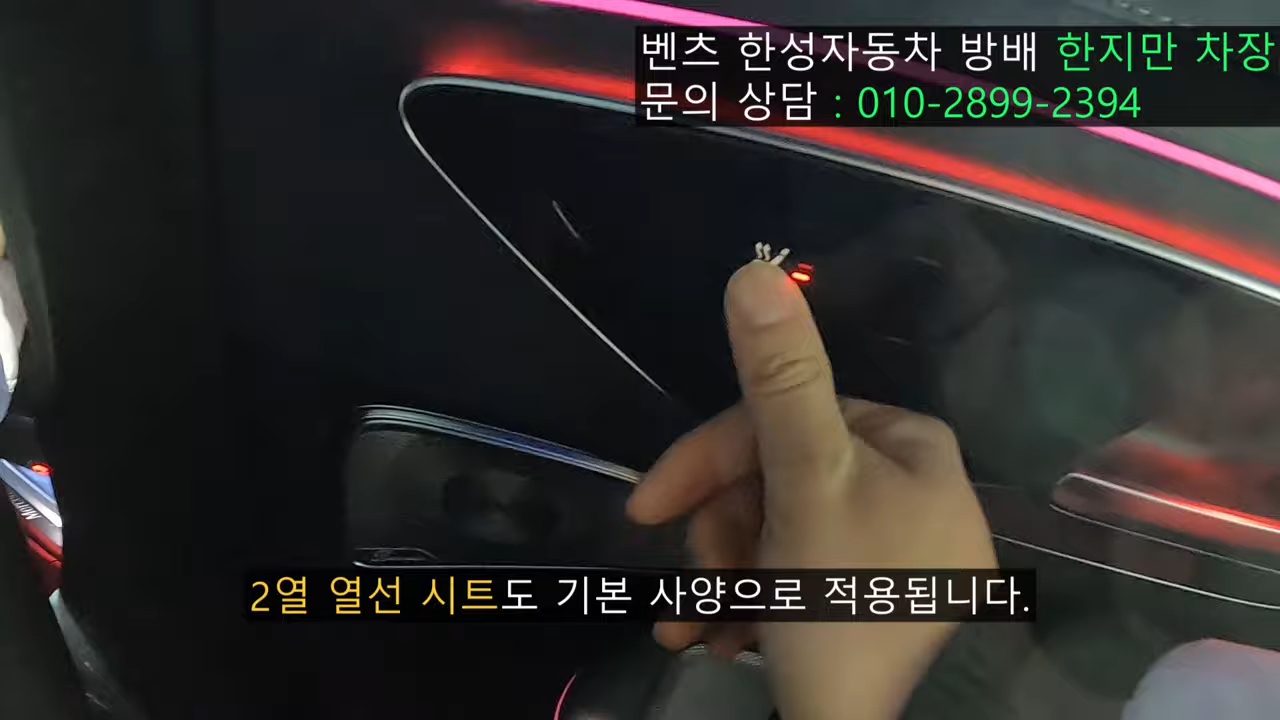 벤츠 한성자동차 방배 한지만 차장
문의 상담 : 010-2899-2394
2열 열선 시트도 기본 사양으로 적용됩니다.